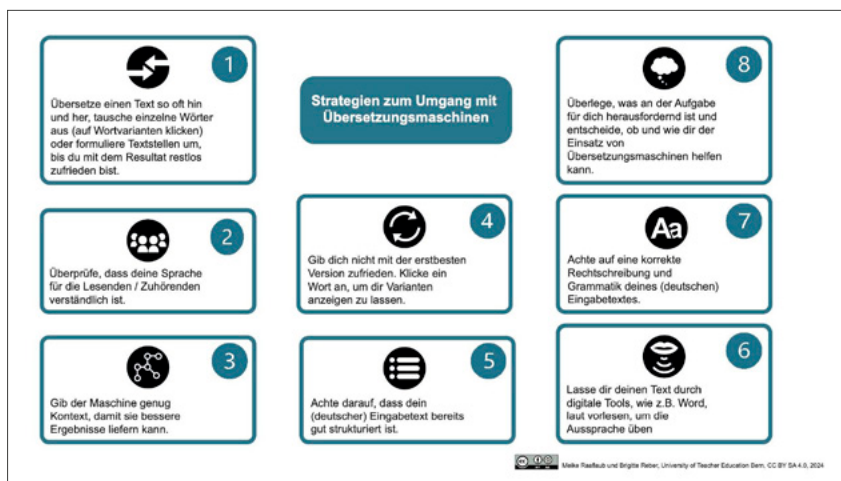 Strategien zum Umgang mit
Übersetzungsmaschinen
1
Übersetze einen Text so oft hin
und her, tausche einzelne Wörter
aus (auf Wortvarianten klicken)
oder formuliere Textstellen um,
bis du mit dem Resultat restlos
zufrieden bist.
2
Überprüfe, dass deine Sprache
für die Lesenden / Zuhörenden
verständlich ist.
3
Gib der Maschine genug
Kontext, damit sie bessere
Ergebnisse liefern kann.
4
Gib dich nicht mit der erstbesten
Version zufrieden. Klicke ein
Wort an, um dir Varianten
anzeigen zu lassen.
5
Achte darauf, dass dein
(deutscher) Eingabetext bereits
gut strukturiert ist.
6
Lasse dir deinen Text durch
digitale Tools, wie z.B. Word,
laut vorlesen, um die
Aussprache üben
7
Aa
Achte auf eine korrekte
Rechtschreibung und
Grammatik deines (deutschen)
Eingabetextes.
8
Überlege, was an der Aufgabe
für dich herausfordernd ist und
entscheide, ob und wie dir der
Einsatz von
Übersetzungsmaschinen helfen
kann.
Meike Raaflaub und Brigitte Reber, University of Teacher Education Bern, CC BY SA 4.0, 2024